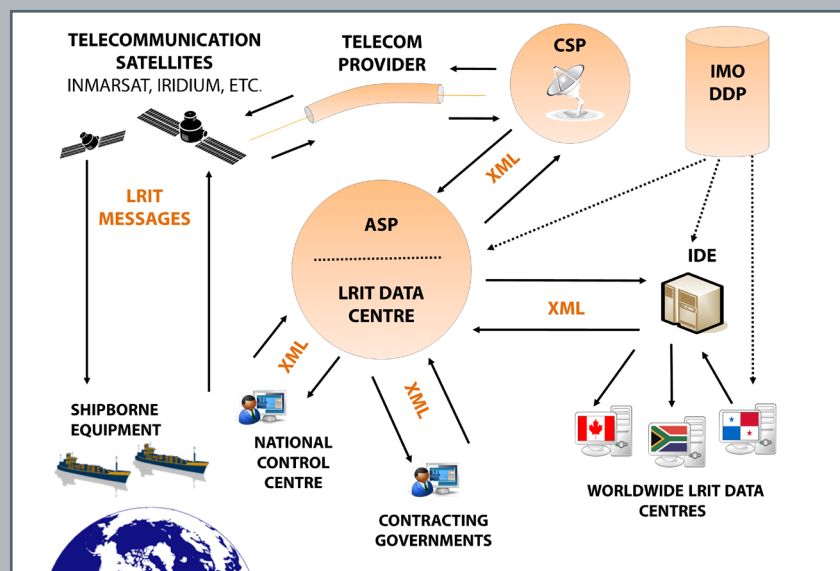 TELECOMMUNICATION
SATELLITES
INMARSAT, IRIDIUM, ETC.
TELECOM
PROVIDER
CSP
IMO
DDP
LRIT
MESSAGES
XML
ASP
LRIT DATA
CENTRE
IDE
XML
XML
XML
SHIPBORNE
EQUIPMENT
NATIONAL
CONTROL
CENTRE
CONTRACTING
GOVERNMENTS
WORLDWIDE LRIT DATA
CENTRES